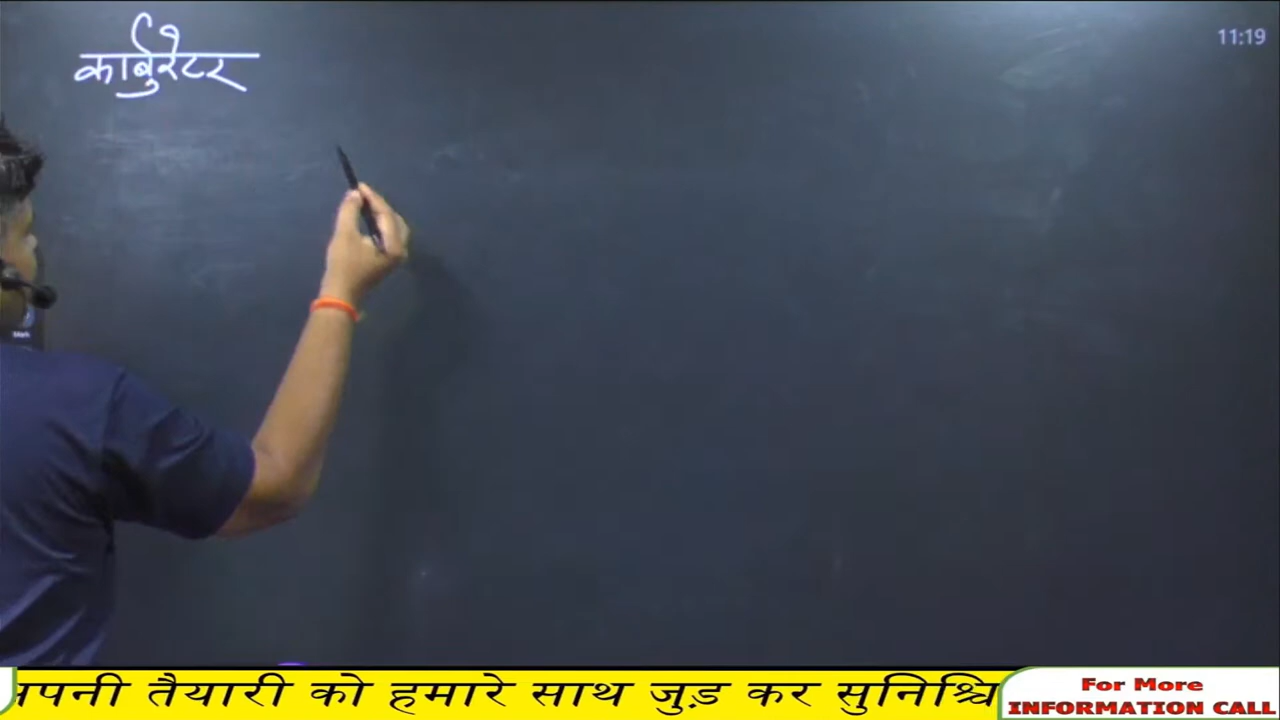 कार्बुरेटर
11:19
अपनी तैयारी को हमारे साथ जुड़ कर सुनिश्चि
For More
INFORMATION CALL